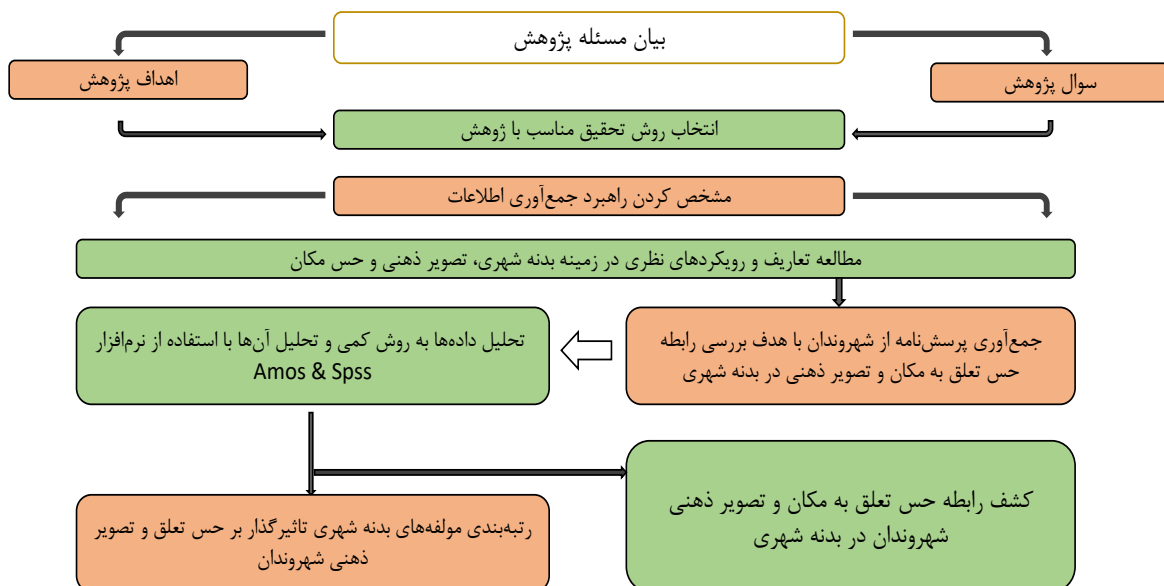 بیان مسئله پژوهش
سوال پژوهش
اهداف پژوهش
انتخاب روش تحقیق مناسب با ژوهش
مشخص کردن راهبرد جمع‌آوری اطلاعات
مطالعه تعاریف و رویکردهای نظری در زمینه بدنه شهری، تصویر ذهنی و حس مکان
جمع‌آوری پرسش‌نامه از شهروندان با هدف بررسی رابطه
حس تعلق به مکان و تصویر ذهنی در بدنه شهری
تحلیل داده‌ها به روش کمی و تحلیل آن‌ها با استفاده از نرم‌افزار
Amos & Spss
کشف رابطه حس تعلق به مکان و تصویر ذهنی
شهروندان در بدنه شهری
رتبه‌بندی مولفه‌های بدنه شهری تاثیرگذار بر حس تعلق و تصویر
ذهنی شهروندان